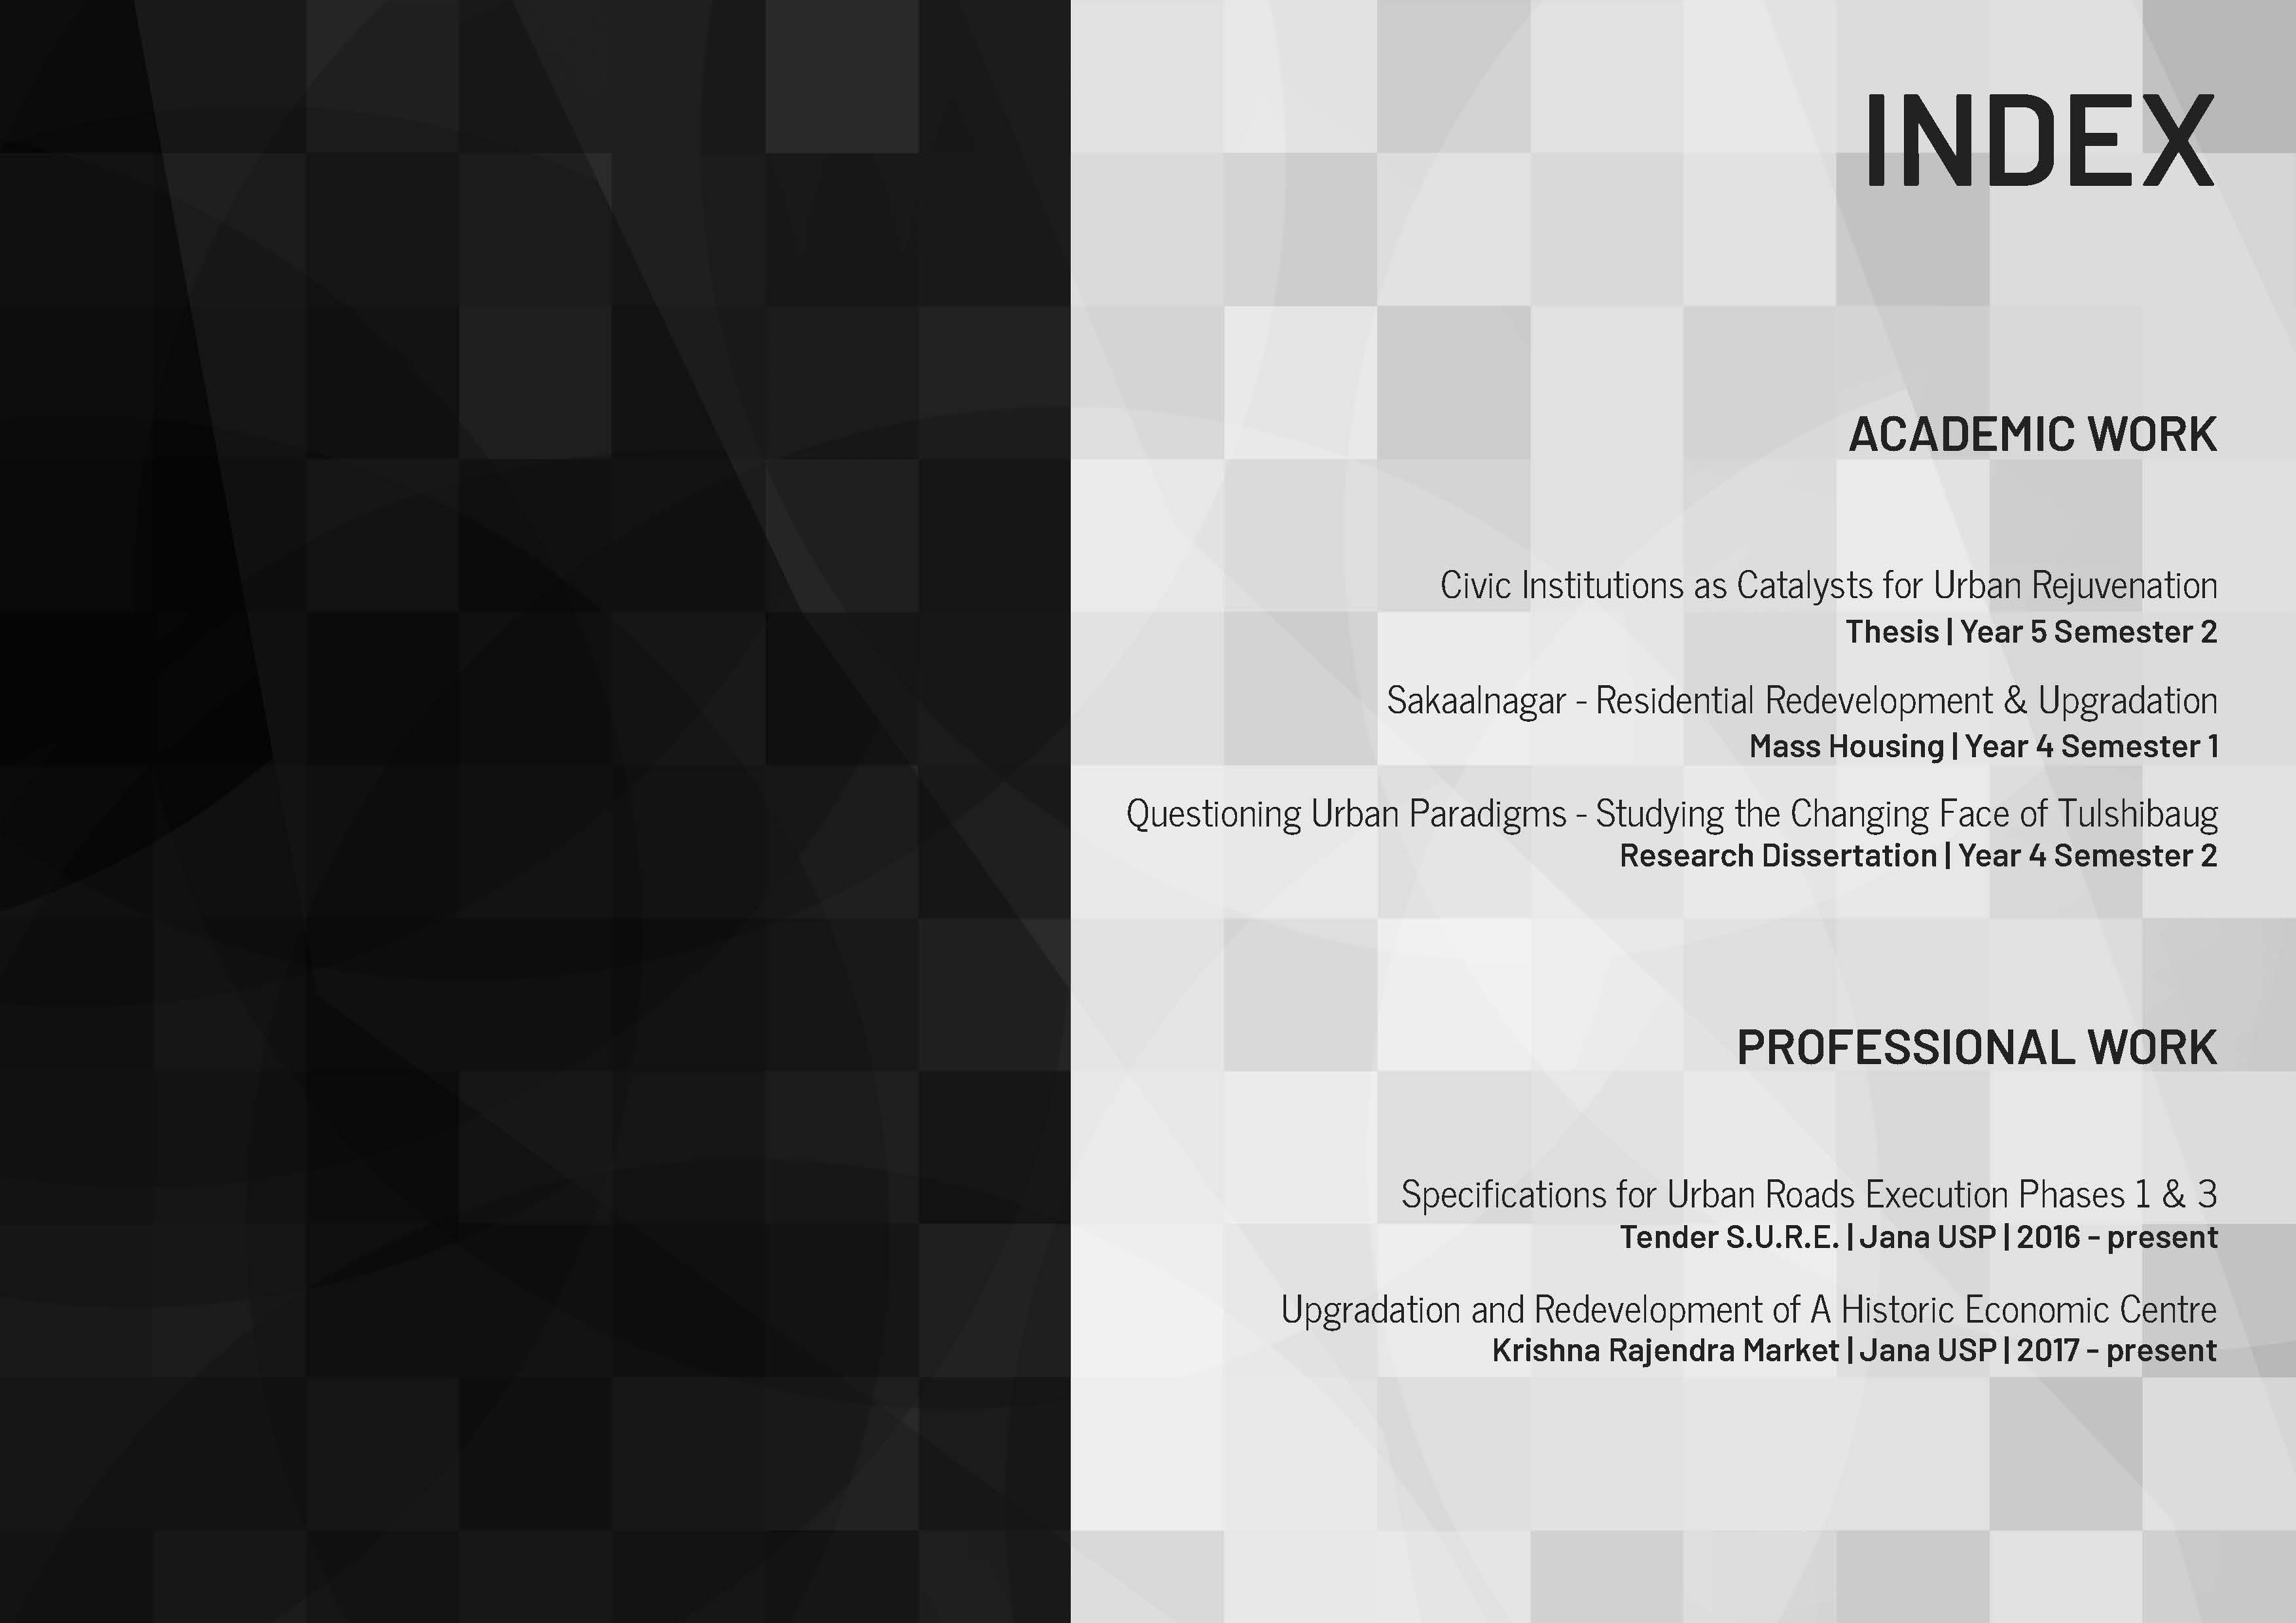 INDEX
ACADEMIC WORK
Civic Institutions as Catalysts for Urban Rejuvenation
Thesis | Year 5 Semester 2
Sakaalnagar - Residential Redevelopment & Upgradation
Mass Housing | Year 4 Semester 1
Questioning Urban Paradigms - Studying the Changing Face of Tulshibaug
Research Dissertation | Year 4 Semester 2
PROFESSIONAL WORK
Specifications for Urban Roads Execution Phases 1 & 3
Tender S.U.R.E. | Jana USP | 2016 - present
Upgradation and Redevelopment of A Historic Economic Centre
Krishna Rajendra Market | Jana USP | 2017 - present